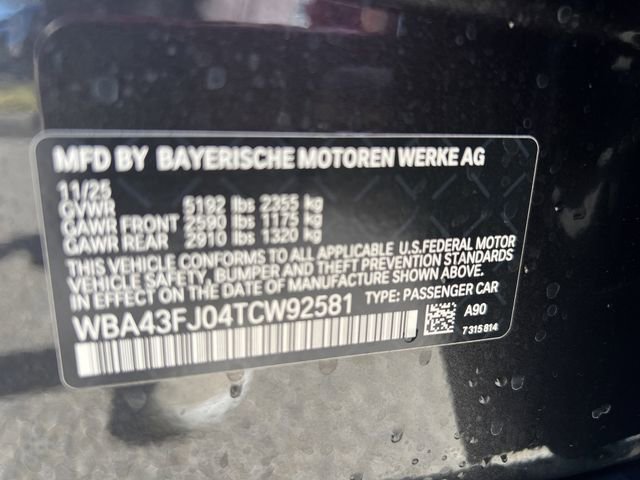 MFD BY BAYERISCHE MOTOREN WERKE AG
11/25
GVWR 5192 lbs 2355 kg
GAWR FRONT 2590 lbs 1175 kg
GAWR REAR 2910 lbs 1320 kg
THIS VEHICLE CONFORMS TO ALL APPLICABLE U.S.FEDERAL MOTOR
VEHICLE SAFETY, BUMPER AND THEFT PREVENTION STANDARDS
IN EFFECT ON THE DATE OF MANUFACTURE SHOWN ABOVE.
WBA43FJ04TCW92581 TYPE: PASSENGER CAR
A90
7315814